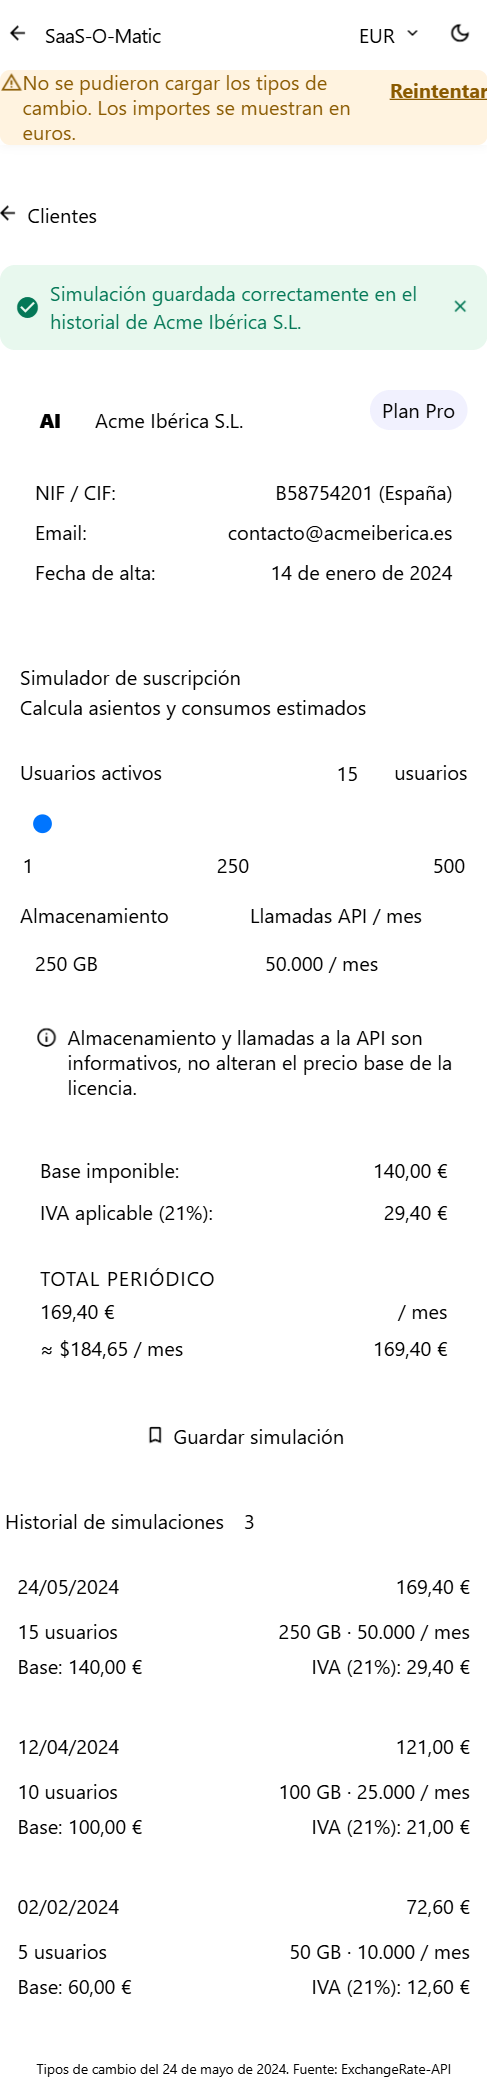 SaaS-O-Matic
EUR
No se pudieron cargar los tipos de
cambio. Los importes se muestran en
euros.
Reintentar
Clientes
Simulación guardada correctamente en el
historial de Acme Ibérica S.L.
AI Acme Ibérica S.L. Plan Pro
NIF / CIF: B58754201 (España)
Email: contacto@acmeiberica.es
Fecha de alta: 14 de enero de 2024
Simulador de suscripción
Calcula asientos y consumos estimados
Usuarios activos 15 usuarios
1 250 500
Almacenamiento Llamadas API / mes
250 GB 50.000 / mes
Almacenamiento y llamadas a la API son
informativos, no alteran el precio base de la
licencia.
Base imponible: 140,00 €
IVA aplicable (21%): 29,40 €
TOTAL PERIÓDICO
169,40 € / mes
≈ $184,65 / mes 169,40 €
Guardar simulación
Historial de simulaciones 3
24/05/2024 169,40 €
15 usuarios 250 GB · 50.000 / mes
Base: 140,00 € IVA (21%): 29,40 €
12/04/2024 121,00 €
10 usuarios 100 GB · 25.000 / mes
Base: 100,00 € IVA (21%): 21,00 €
02/02/2024 72,60 €
5 usuarios 50 GB · 10.000 / mes
Base: 60,00 € IVA (21%): 12,60 €
Tipos de cambio del 24 de mayo de 2024. Fuente: ExchangeRate-API